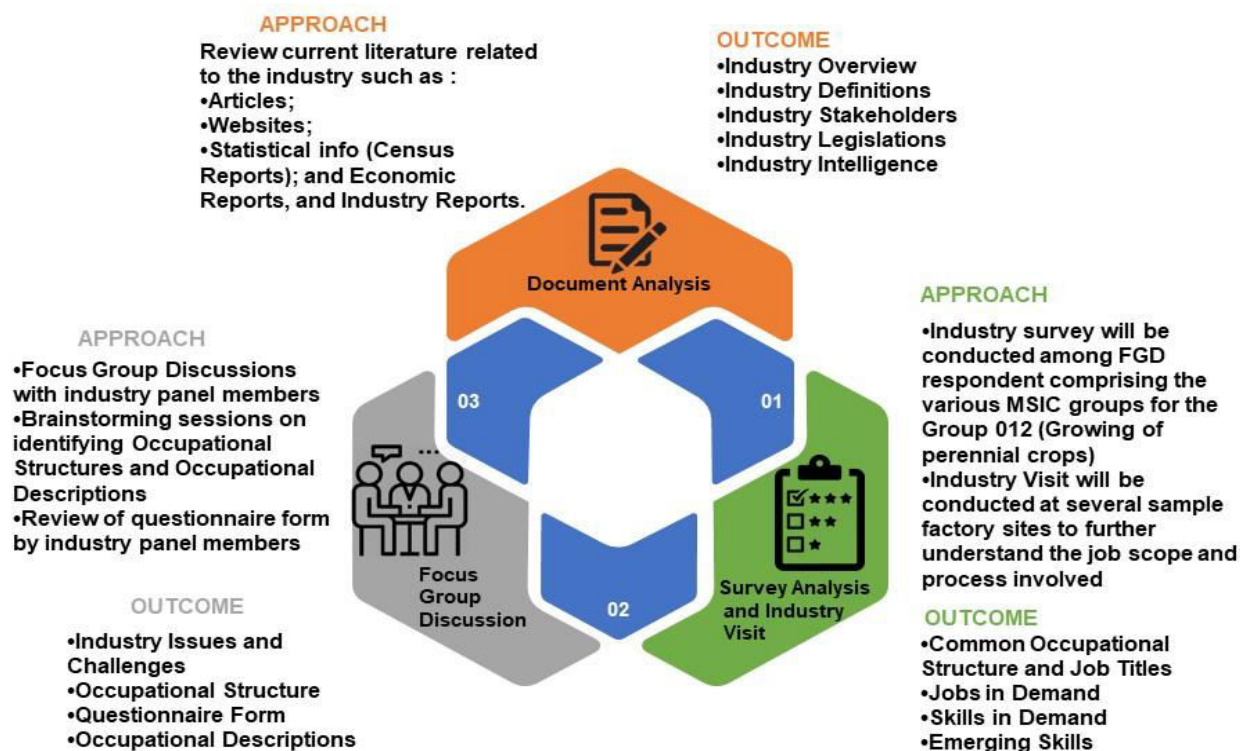 APPROACH
Review current literature related
to the industry such as :
•Articles;
•Websites;
•Statistical info (Census
Reports); and Economic
Reports, and Industry Reports.
OUTCOME
•Industry Overview
•Industry Definitions
•Industry Stakeholders
•Industry Legislations
•Industry Intelligence
Document Analysis
APPROACH
•Focus Group Discussions
with industry panel members
•Brainstorming sessions on
identifying Occupational
Structures and Occupational
Descriptions
•Review of questionnaire form
by industry panel members
OUTCOME
•Industry Issues and
Challenges
•Occupational Structure
•Questionnaire Form
•Occupational Descriptions
03
01
02
Focus
Group
Discussion
Survey Analysis
and Industry
Visit
APPROACH
•Industry survey will be
conducted among FGD
respondent comprising the
various MSIC groups for the
Group 012 (Growing of
perennial crops)
•Industry Visit will be
conducted at several sample
factory sites to further
understand the job scope and
process involved
OUTCOME
•Common Occupational
Structure and Job Titles
•Jobs in Demand
•Skills in Demand
•Emerging Skills